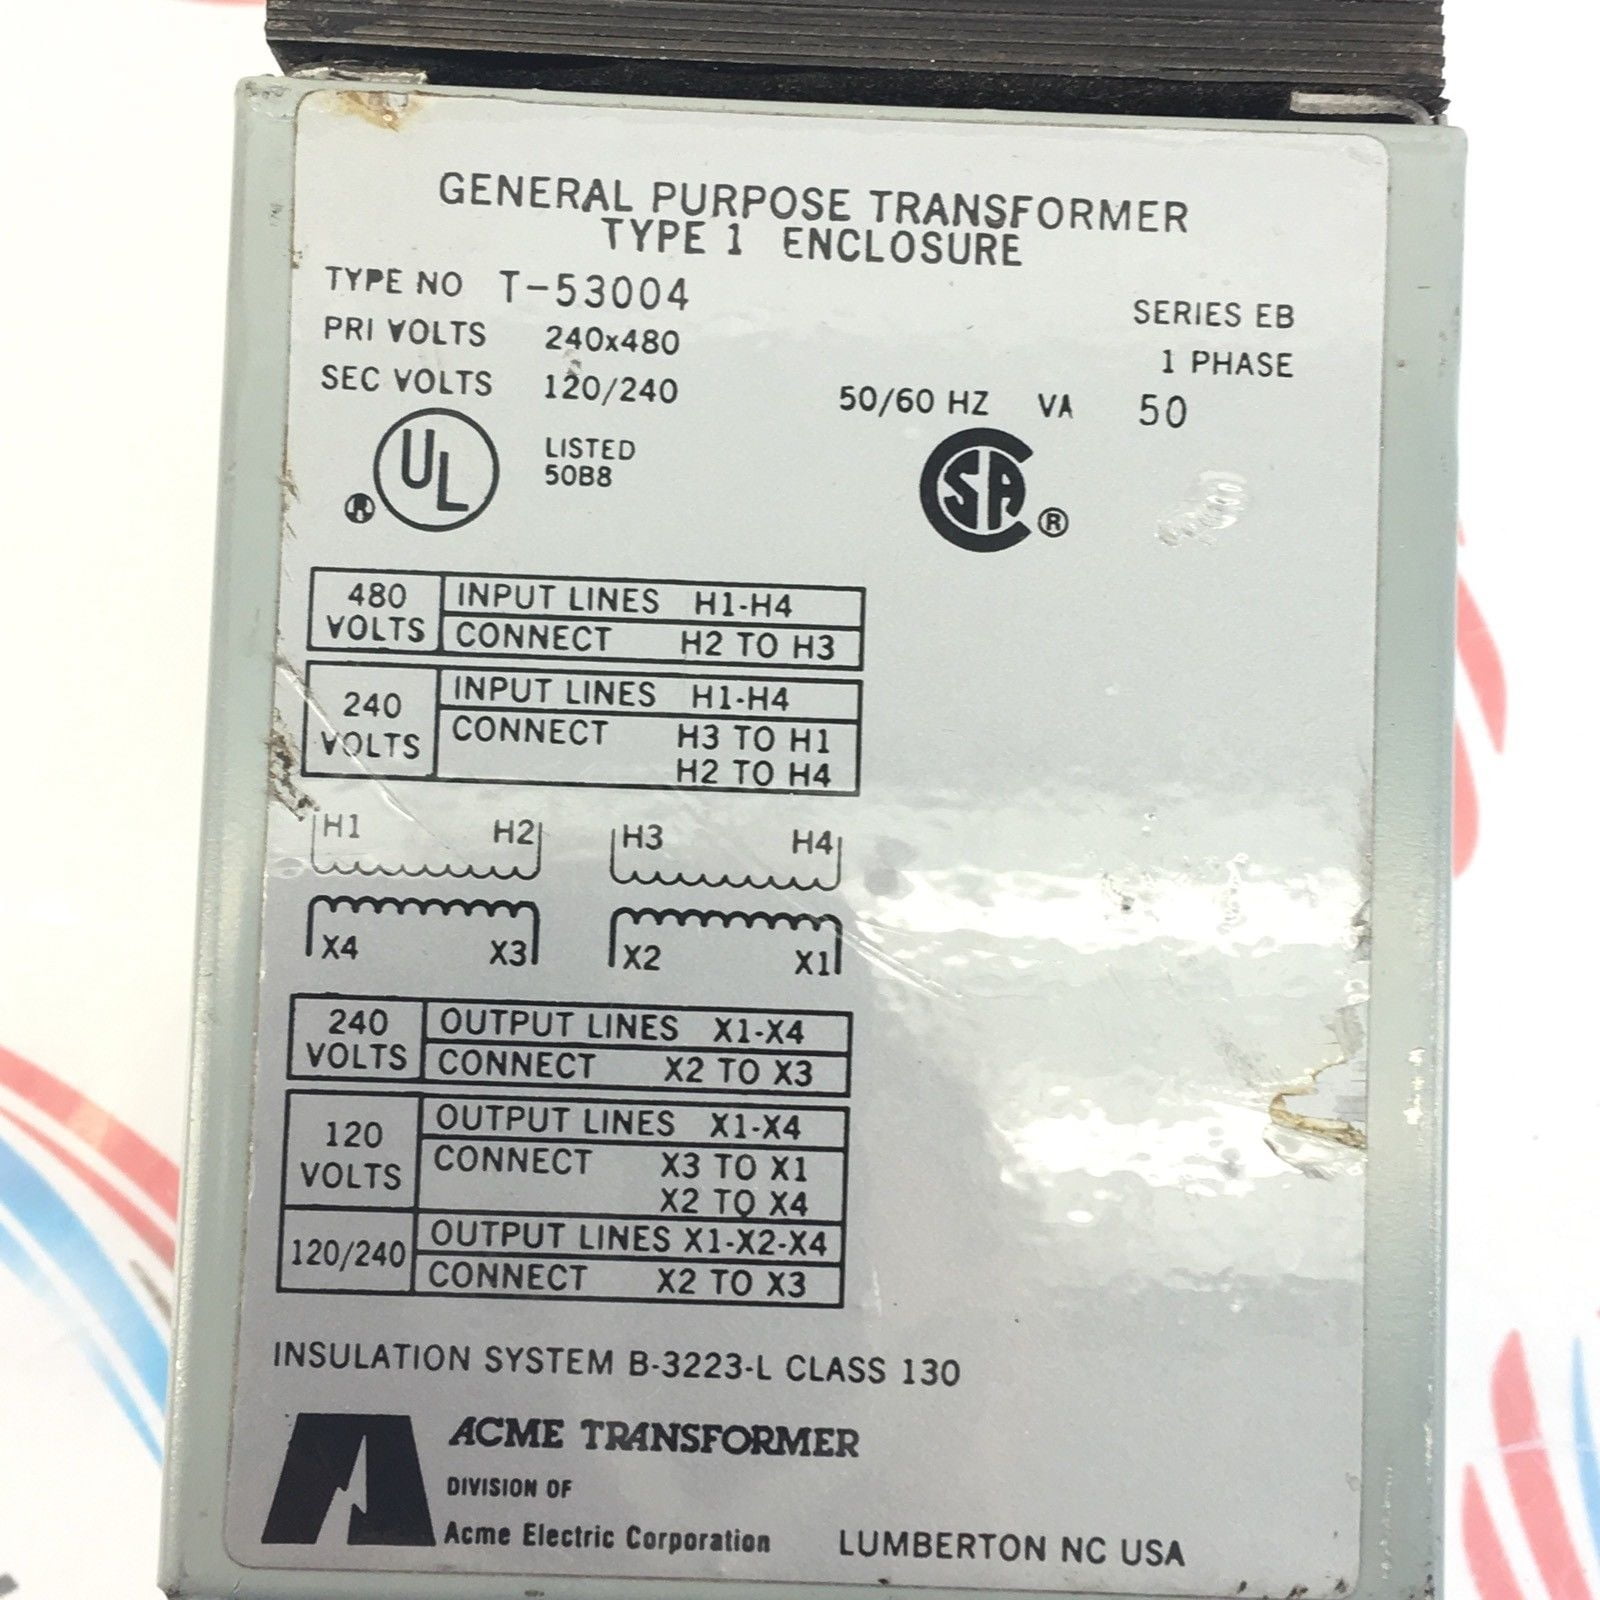 GENERAL PURPOSE TRANSFORMER
TYPE 1 ENCLOSURE
TYPE NO T-53004
SERIES EB
PRI VOLTS 240x480
1 PHASE
SEC VOLTS 120/240
50/60 HZ VA 50
UL
LISTED
50B8
R
CSA
®
480 VOLTS INPUT LINES H1-H4
CONNECT H2 TO H3
240 VOLTS INPUT LINES H1-H4
CONNECT H3 TO H1
H2 TO H4
H1 H2 H3 H4
X4 X3 X2 X1
240 VOLTS OUTPUT LINES X1-X4
CONNECT X2 TO X3
120 VOLTS OUTPUT LINES X1-X4
CONNECT X3 TO X1
X2 TO X4
120/240 OUTPUT LINES X1-X2-X4
CONNECT X2 TO X3
INSULATION SYSTEM B-3223-L CLASS 130
ACME TRANSFORMER
DIVISION OF
Acme Electric Corporation LUMBERTON NC USA